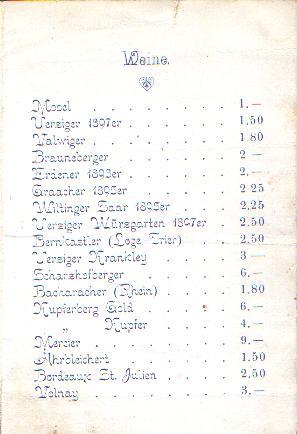 Weine.
Mosel . . . . . . . . 1.—
Uerziger 1897er . . . . . . 1,50
Valwiger . . . . . . . 1.80
Brauneberger . . . . . . 2 —
Erdener 1893er . . . . . . 2.—
Graacher 1895er . . . . . 2 25
Wiltinger Saar 1895er . . . . 2,25
Uerziger Würzgarten 1897er . 2.50
Bernkastler (Loge Trier) . . . 2,50
Uerziger Krankley . . . . . 3 —
Scharzhofberger . . . . . 6.—
Bacharacher (Rhein) . . . . 1.80
Kupferberg Gold . . . . . 6.—
„ Kupfer . . . . 4.—
Mercier . . . . . . . 9.—
Ahrbleichert . . . . . . 1.50
Bordeaux St. Julien . . . . 2.50
Volnay . . . . . . . 3.—